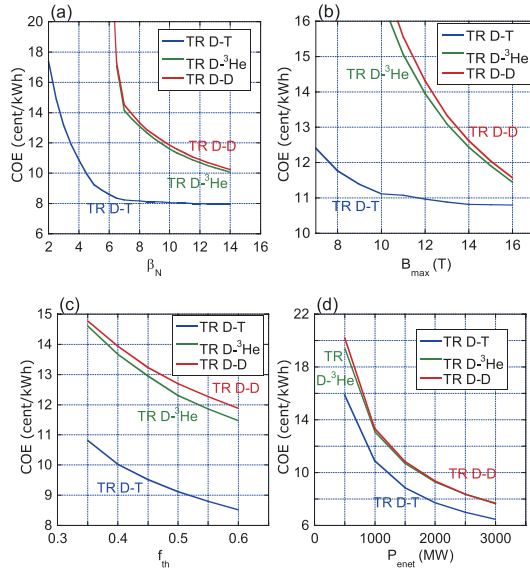 (a)
20
18
16
14
12
10
8
6
COE (cent/kWh)
TR D-T
TR D-³He
TR D-D
TR D-D
TR D-³He
TR D-T
2 4 6 8 10 12 14 16
β_N
(b)
16
15
14
13
12
11
10
COE (cent/kWh)
TR D-T
TR D-³He
TR D-D
TR D-³He
TR D-D
TR D-T
8 10 12 14 16
B_max (T)
(c)
15
14
13
12
11
10
9
8
COE (cent/kWh)
TR D-T
TR D-³He
TR D-D
TR D-D
TR D-³He
TR D-T
0.3 0.4 0.5 0.6
f_th
(d)
22
20
18
16
14
12
10
8
6
COE (cent/kWh)
TR D-T
TR D-³He
TR D-D
TR
D-³He
TR D-D
TR D-T
0 1000 2000 3000
P_enet (MW)